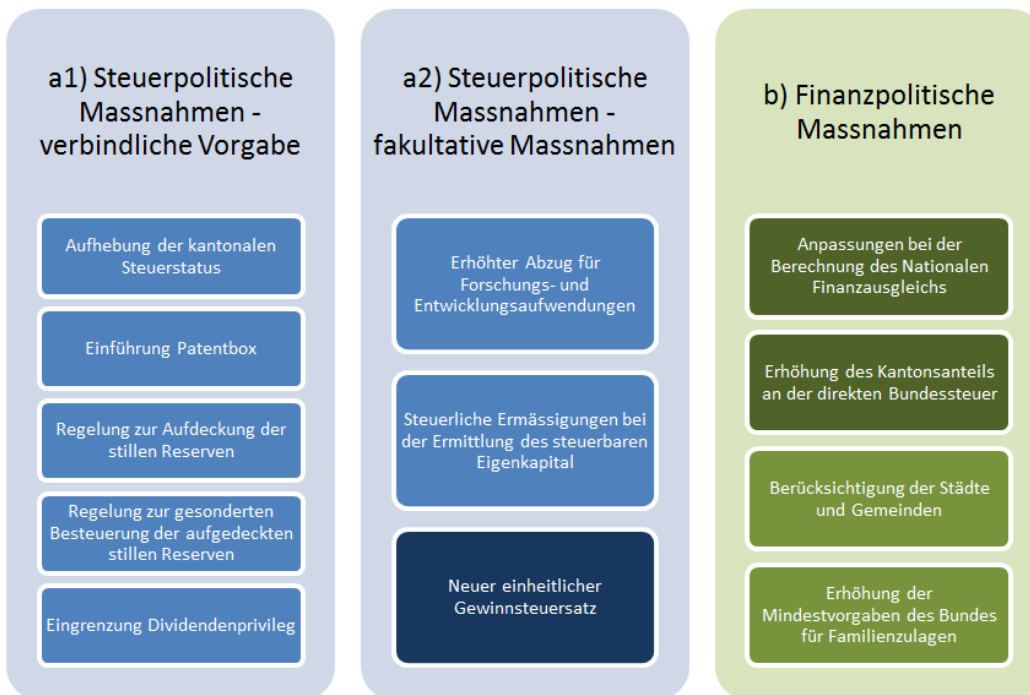 a1) Steuerpolitische
Massnahmen -
verbindliche Vorgabe
Aufhebung der kantonalen
Steuerstatus
Einführung Patentbox
Regelung zur Aufdeckung der
stillen Reserven
Regelung zur gesonderten
Besteuerung der aufgedeckten
stillen Reserven
Eingrenzung Dividendenprivileg
a2) Steuerpolitische
Massnahmen -
fakultative Massnahmen
Erhöhter Abzug für
Forschungs- und
Entwicklungsaufwendungen
Steuerliche Ermässigungen bei
der Ermittlung des steuerbaren
Eigenkapital
Neuer einheitlicher
Gewinnsteuersatz
b) Finanzpolitische
Massnahmen
Anpassungen bei der
Berechnung des Nationalen
Finanzausgleichs
Erhöhung des Kantonsanteils
an der direkten Bundessteuer
Berücksichtigung der Städte
und Gemeinden
Erhöhung der
Mindestvorgaben des Bundes
für Familienzulagen